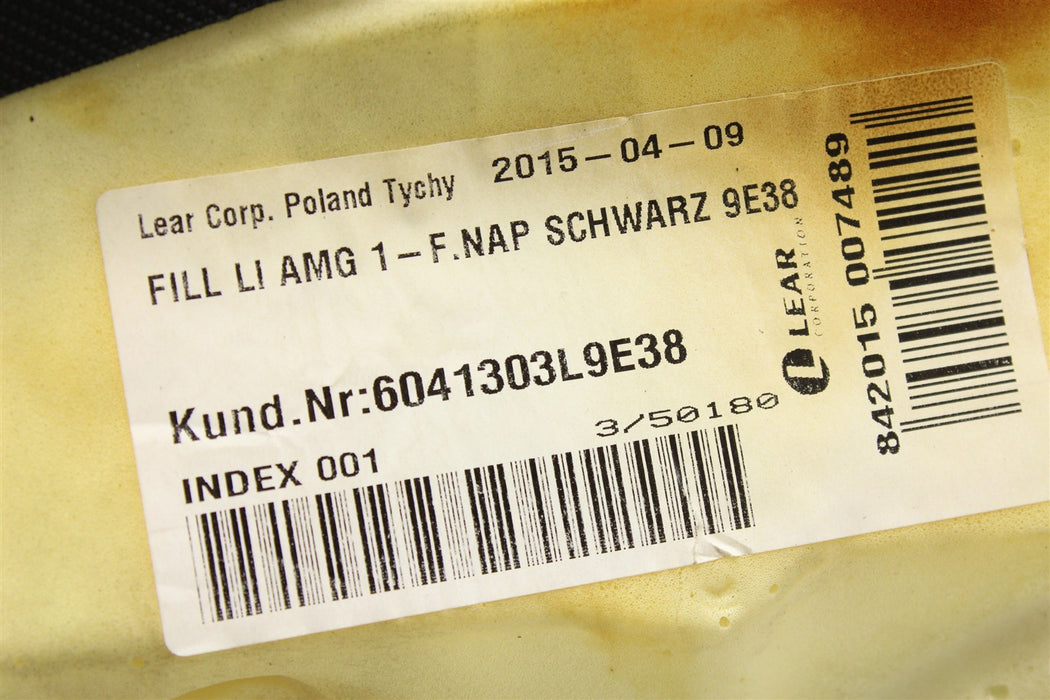 Lear Corp. Poland Tychy 2015-04-09
FILL LI AMG 1-F.NAP SCHWARZ 9E38
Kund.Nr:6041303L9E38
INDEX 001 3/50180
L LEAR
CORPORATION
842015 007489